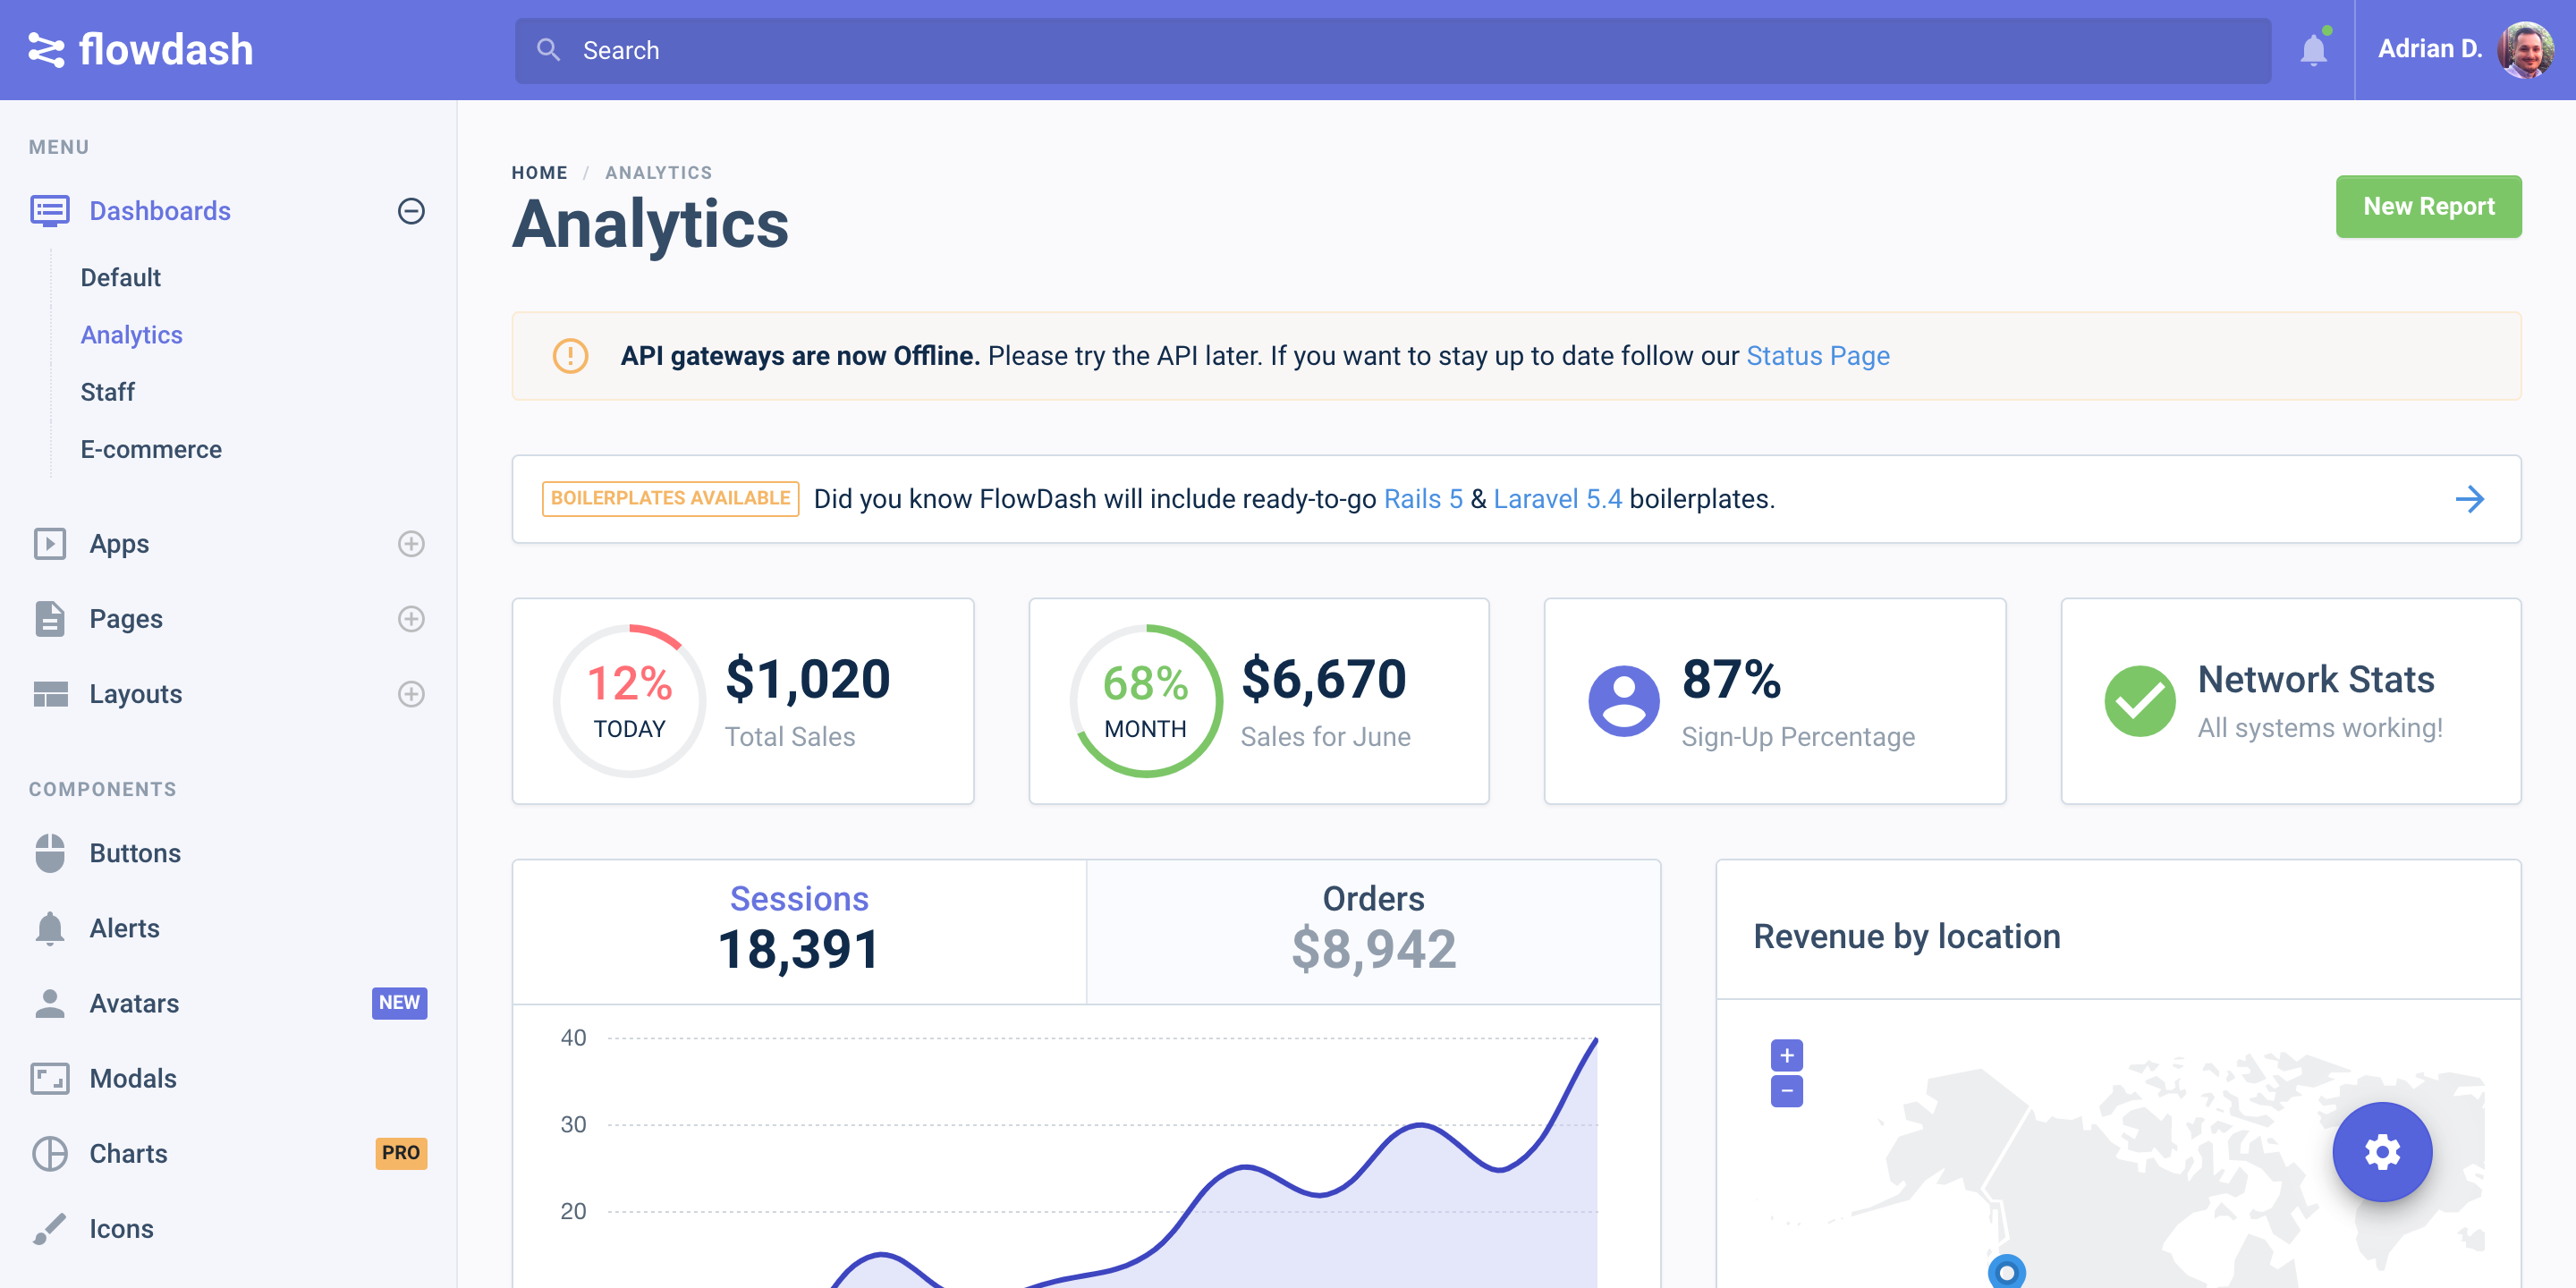 flowdash
Search
Adrian D.
MENU
Dashboards
Default
Analytics
Staff
E-commerce
Apps
Pages
Layouts
COMPONENTS
Buttons
Alerts
Avatars NEW
Modals
Charts PRO
Icons
HOME / ANALYTICS
Analytics
New Report
API gateways are now Offline. Please try the API later. If you want to stay up to date follow our Status Page
BOILERPLATES AVAILABLE Did you know FlowDash will include ready-to-go Rails 5 & Laravel 5.4 boilerplates.
12%
TODAY
$1,020
Total Sales
68%
MONTH
$6,670
Sales for June
87%
Sign-Up Percentage
Network Stats
All systems working!
Sessions
18,391
Orders
$8,942
40
30
20
Revenue by location
+
−